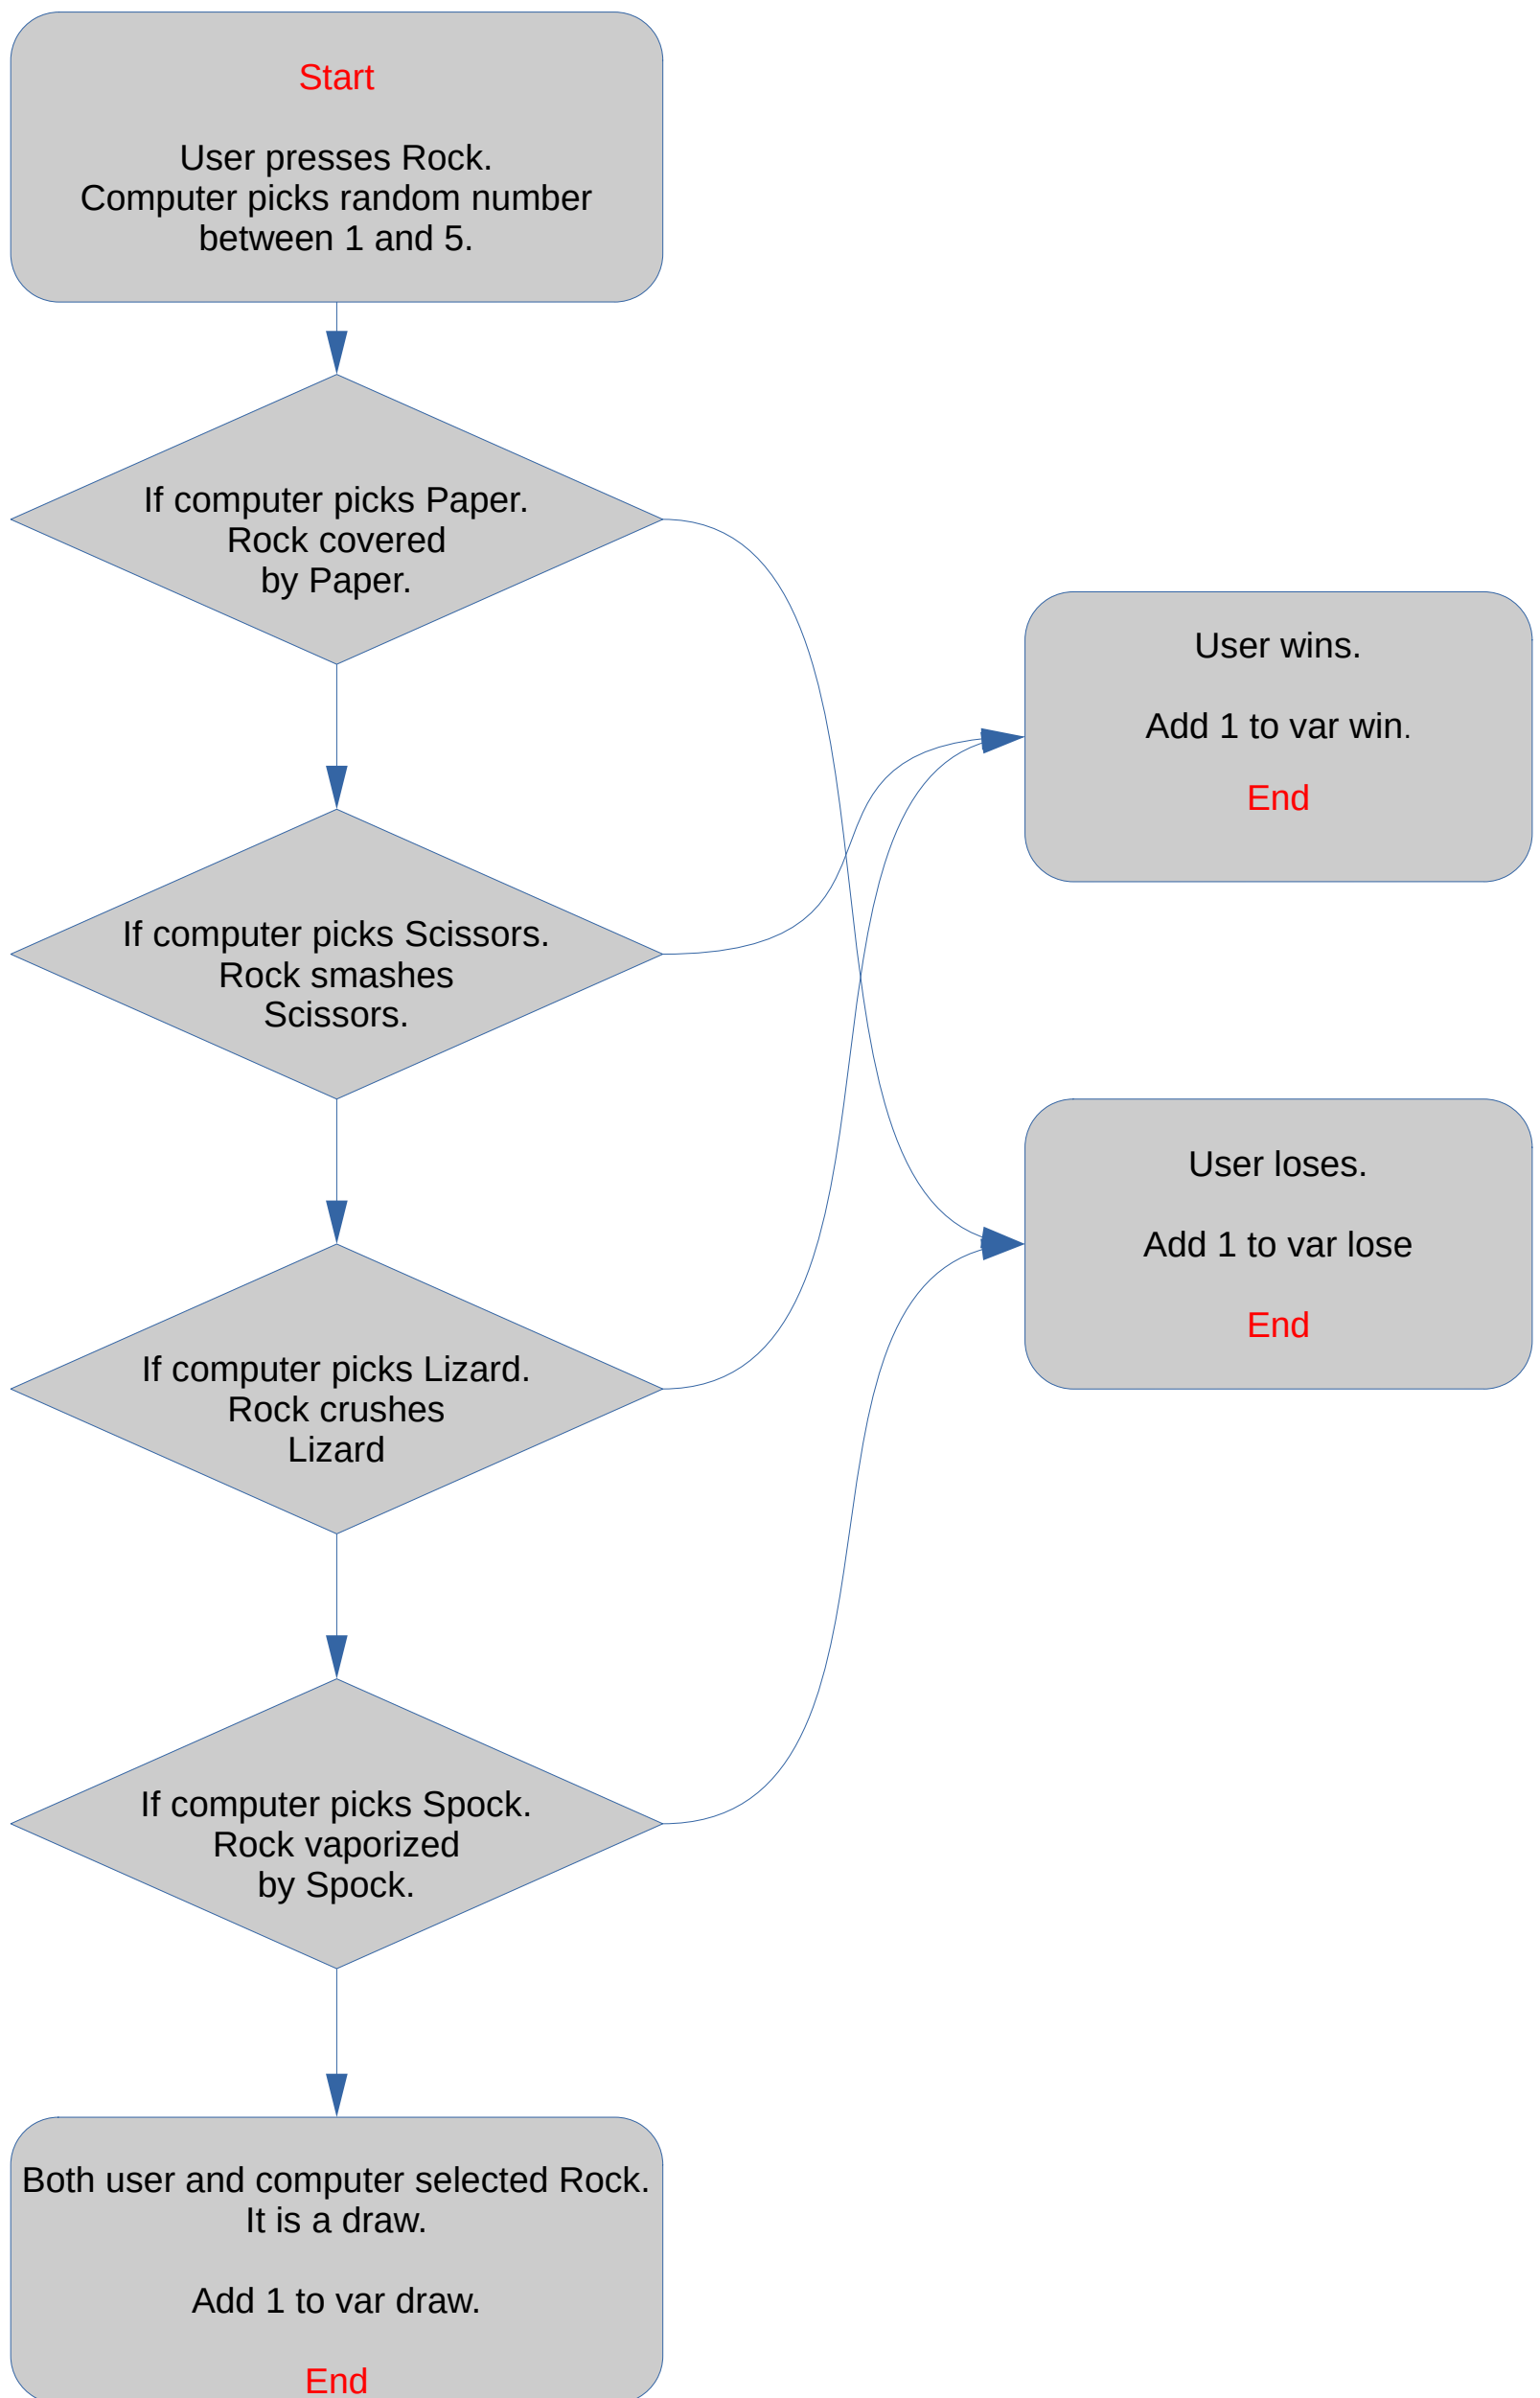 Start
User presses Rock.
Computer picks random number
between 1 and 5.
If computer picks Paper.
Rock covered
by Paper.
If computer picks Scissors.
Rock smashes
Scissors.
If computer picks Lizard.
Rock crushes
Lizard
If computer picks Spock.
Rock vaporized
by Spock.
Both user and computer selected Rock.
It is a draw.
Add 1 to var draw.
End
User wins.
Add 1 to var win.
End
User loses.
Add 1 to var lose
End